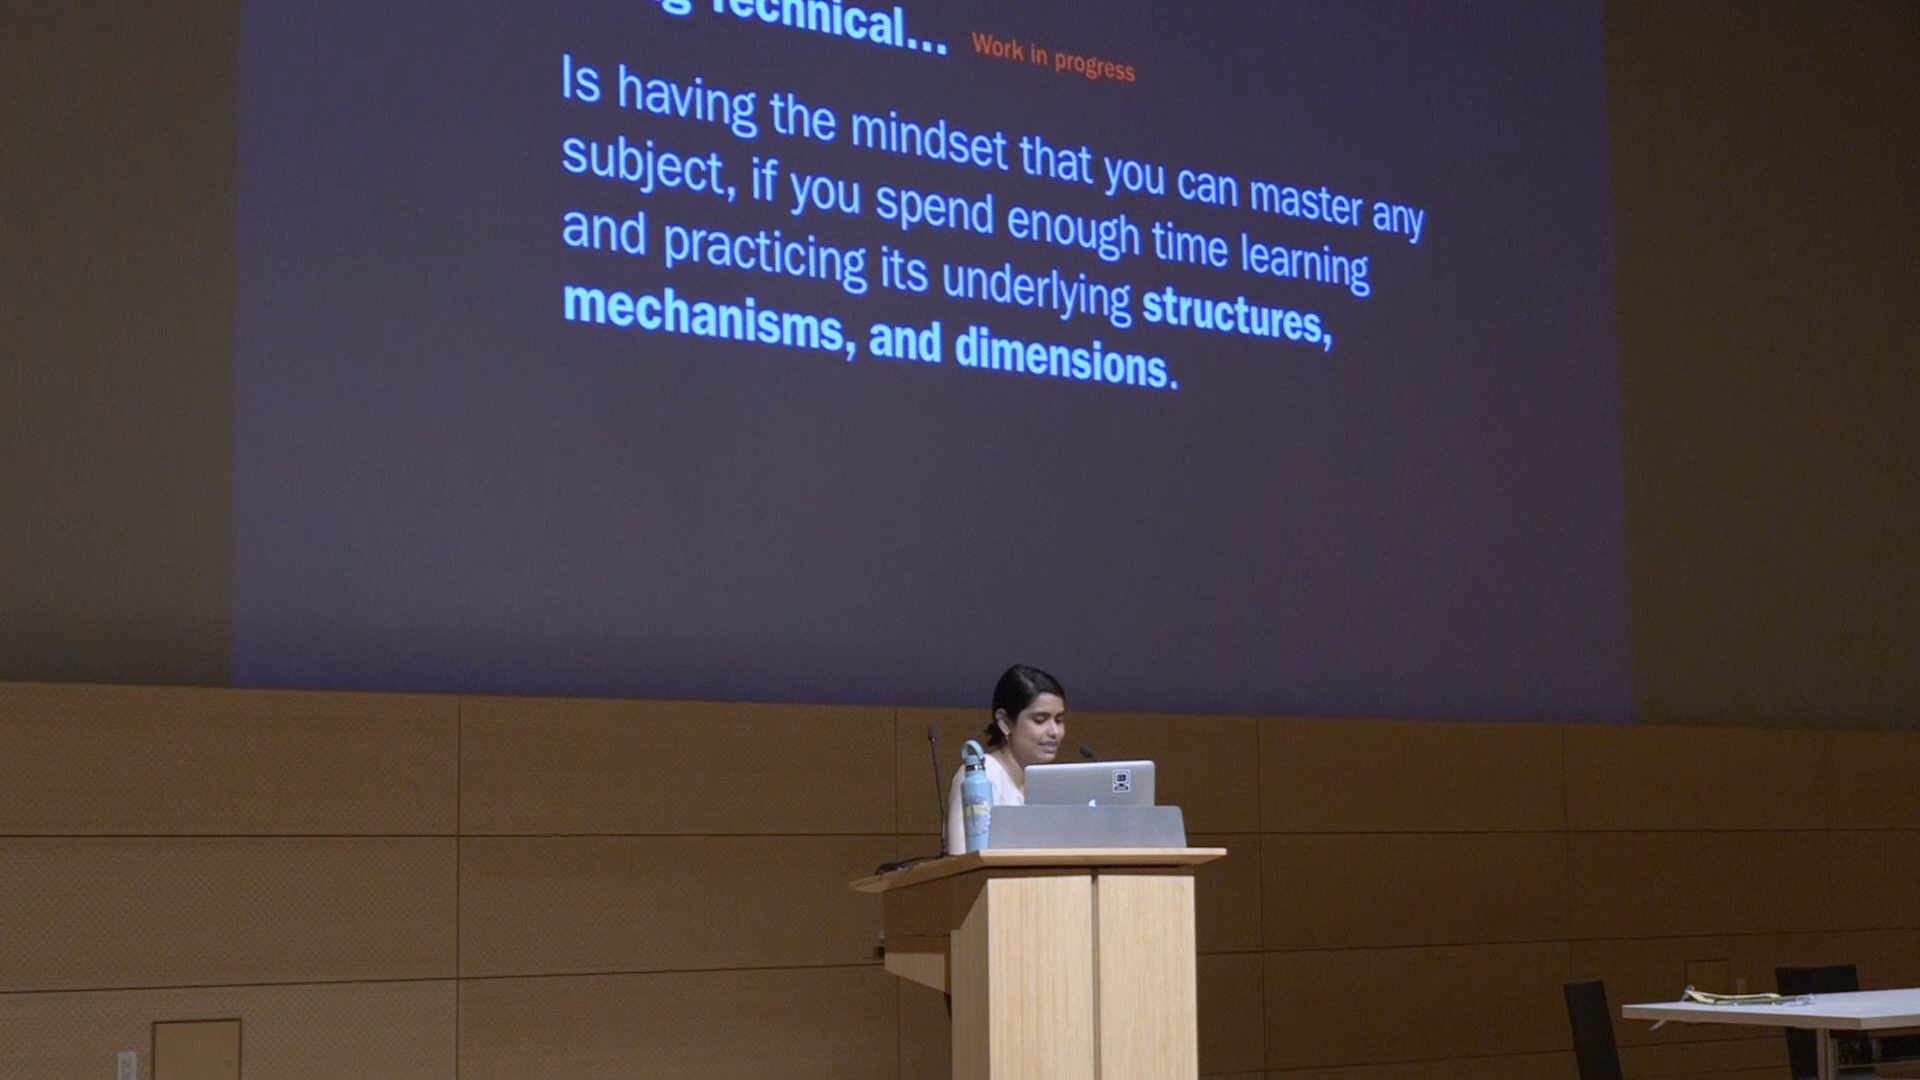 Technical... Work in progress
Is having the mindset that you can master any
subject, if you spend enough time learning
and practicing its underlying structures,
mechanisms, and dimensions.